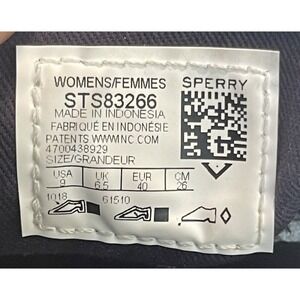 WOMENS/FEMMES SPERRY
STS83266
MADE IN INDONESIA
FABRIQUÉ EN INDONÉSIE
PATENTS WWWINC.COM
4700438929
SIZE/GRANDEUR
USA UK EUR CM
9 6.5 40 26
1018 61510